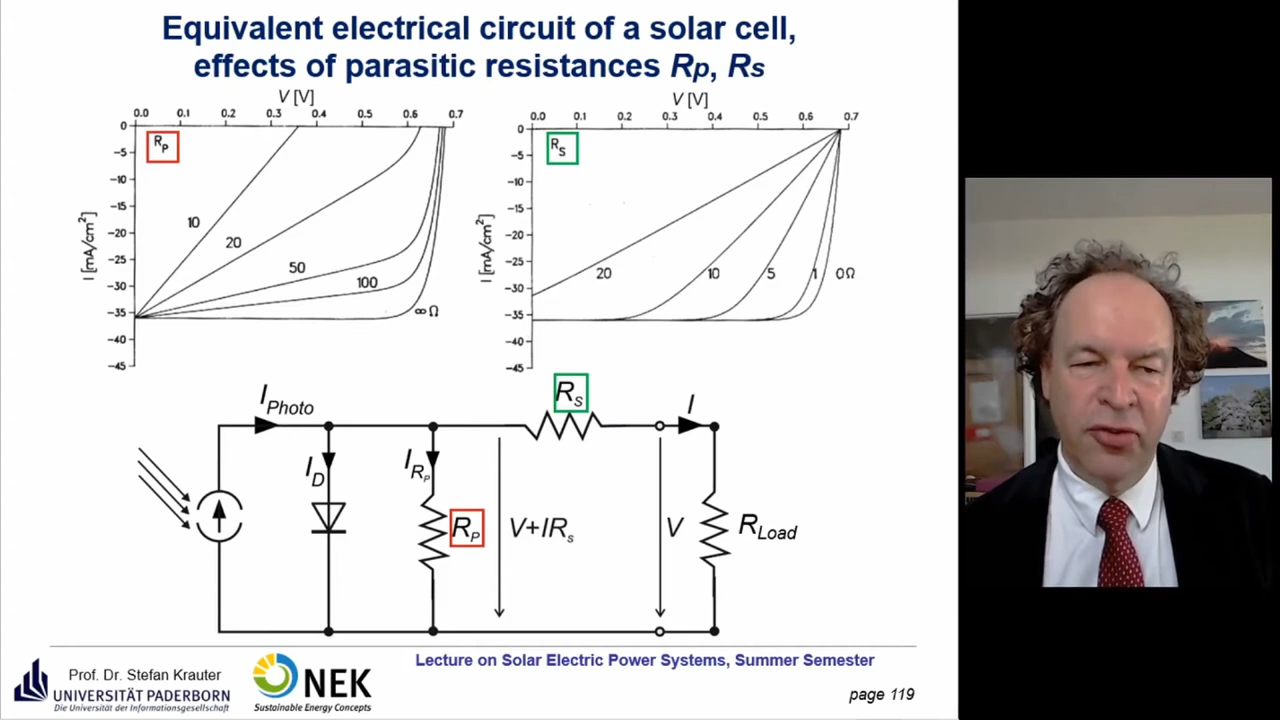 Equivalent electrical circuit of a solar cell,
effects of parasitic resistances Rp, Rs
V [V]
0.0 0.1 0.2 0.3 0.4 0.5 0.6 0.7
0
-5
-10
-15
-20
-25
-30
-35
-40
-45
I [mA/cm²]
RP
10
20
50
100
∞ Ω
V [V]
0.0 0.1 0.2 0.3 0.4 0.5 0.6 0.7
0
-5
-10
-15
-20
-25
-30
-35
-40
-45
I [mA/cm²]
RS
20 10 5 1 0Ω
IPhoto
RS
I
ID
IRP
RP
V+IRs
V
RLoad
Lecture on Solar Electric Power Systems, Summer Semester
Prof. Dr. Stefan Krauter
UNIVERSITÄT PADERBORN
Die Universität der Informationsgesellschaft
NEK
Sustainable Energy Concepts
page 119